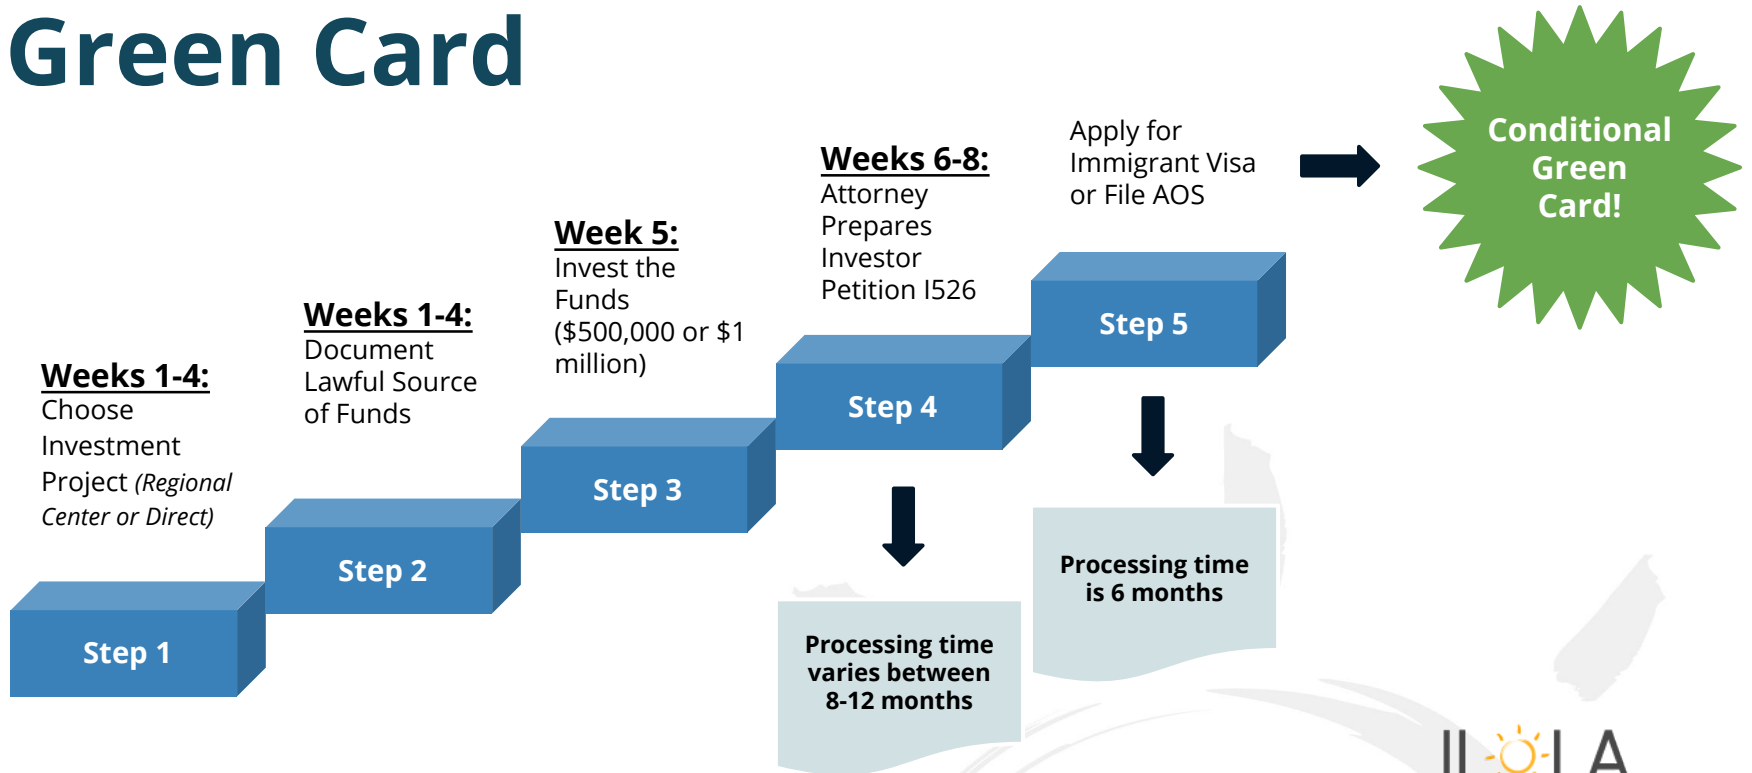 Green Card
Weeks 1-4:
Choose
Investment
Project (Regional
Center or Direct)
Step 1
Weeks 1-4:
Document
Lawful Source
of Funds
Step 2
Week 5:
Invest the
Funds
($500,000 or $1
million)
Step 3
Weeks 6-8:
Attorney
Prepares
Investor
Petition I526
Step 4
Processing time
varies between
8-12 months
Apply for
Immigrant Visa
or File AOS
Step 5
Processing time
is 6 months
Conditional
Green
Card!